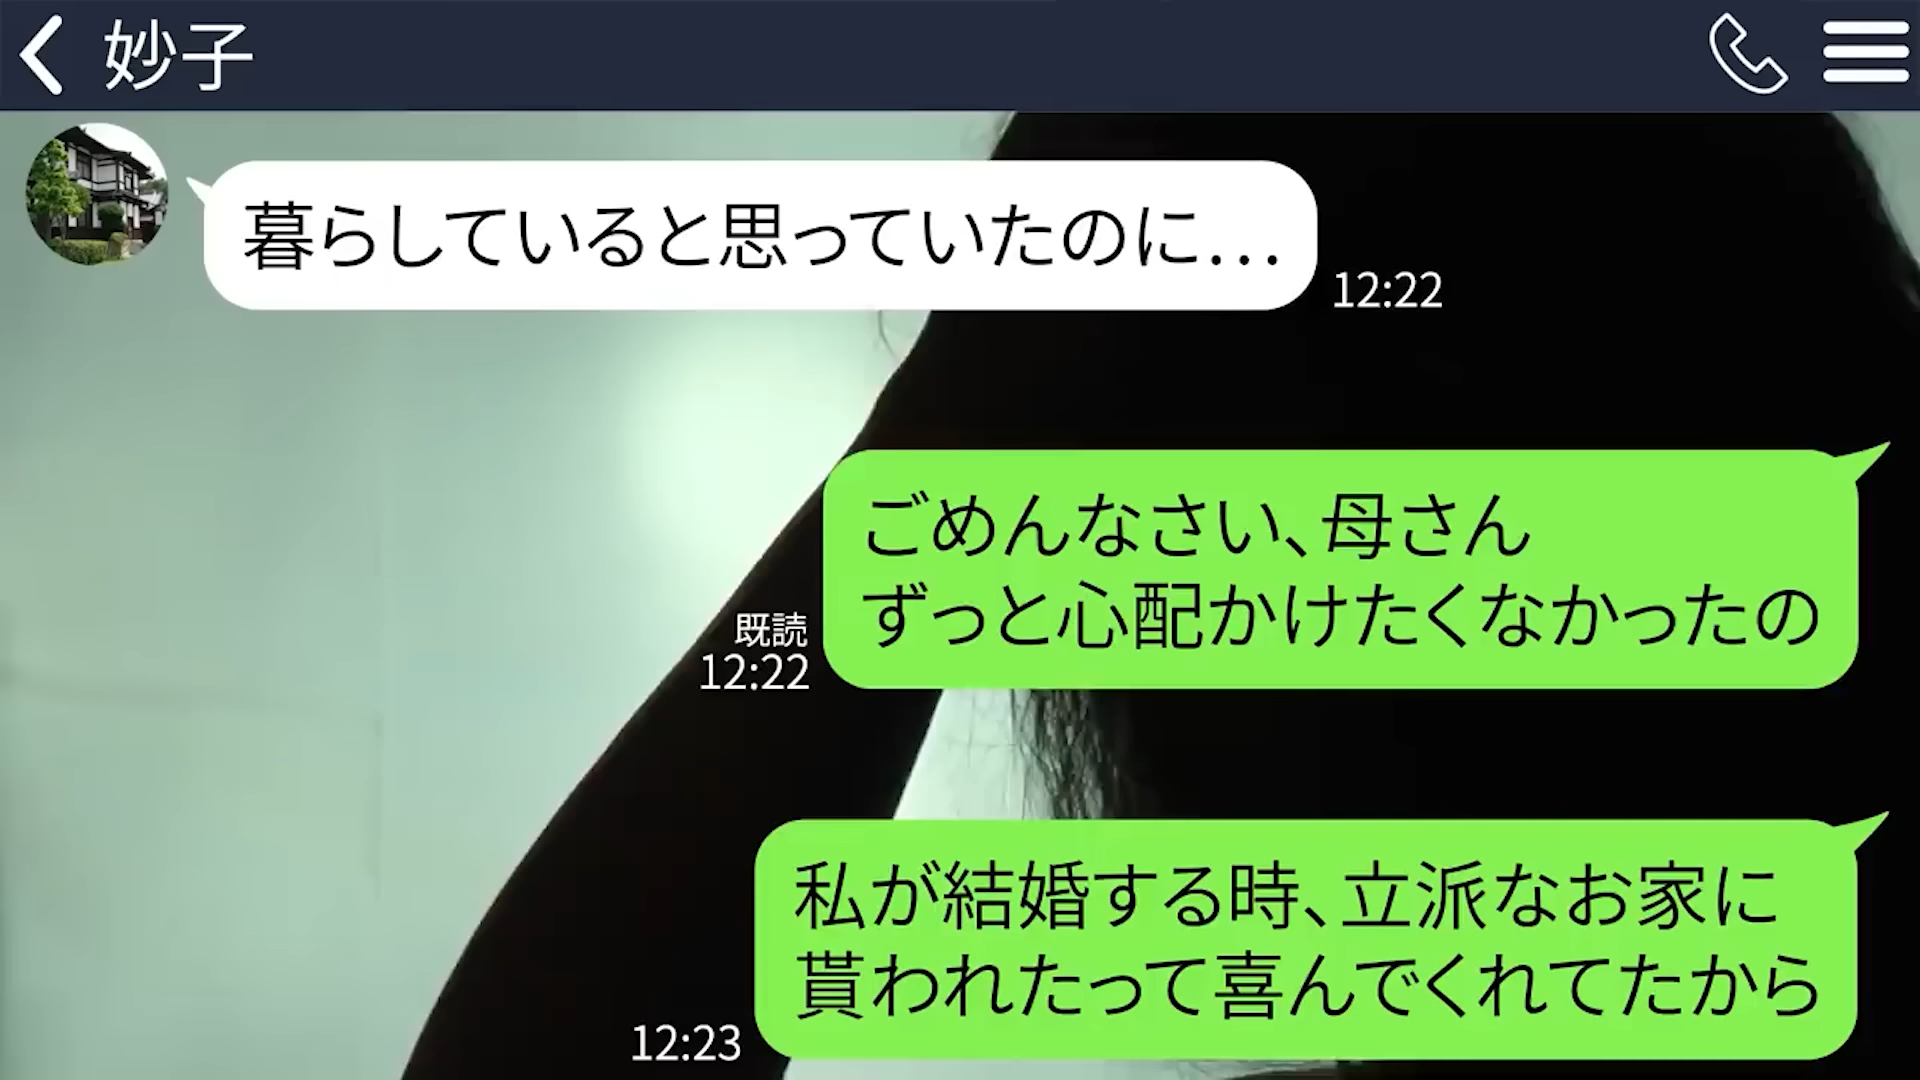 妙子
暮らしていると思っていたのに…
12:22
ごめんなさい、母さん
ずっと心配かけたくなかったの
既読
12:22
私が結婚する時、立派なお家に
貰われたって喜んでくれてたから
12:23